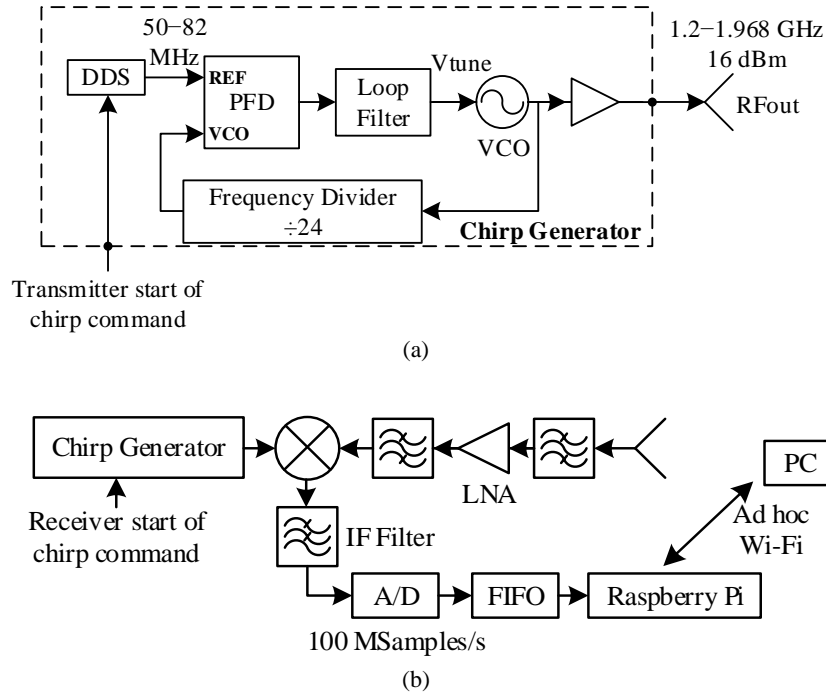 50−82
MHz
1.2−1.968 GHz
16 dBm
DDS
REF
PFD
VCO
Loop
Filter
Vtune
VCO
RFout
Frequency Divider
÷24
Chirp Generator
Transmitter start of
chirp command
(a)
Chirp Generator
LNA
PC
Receiver start of
chirp command
IF Filter
Ad hoc
Wi-Fi
A/D
FIFO
Raspberry Pi
100 MSamples/s
(b)